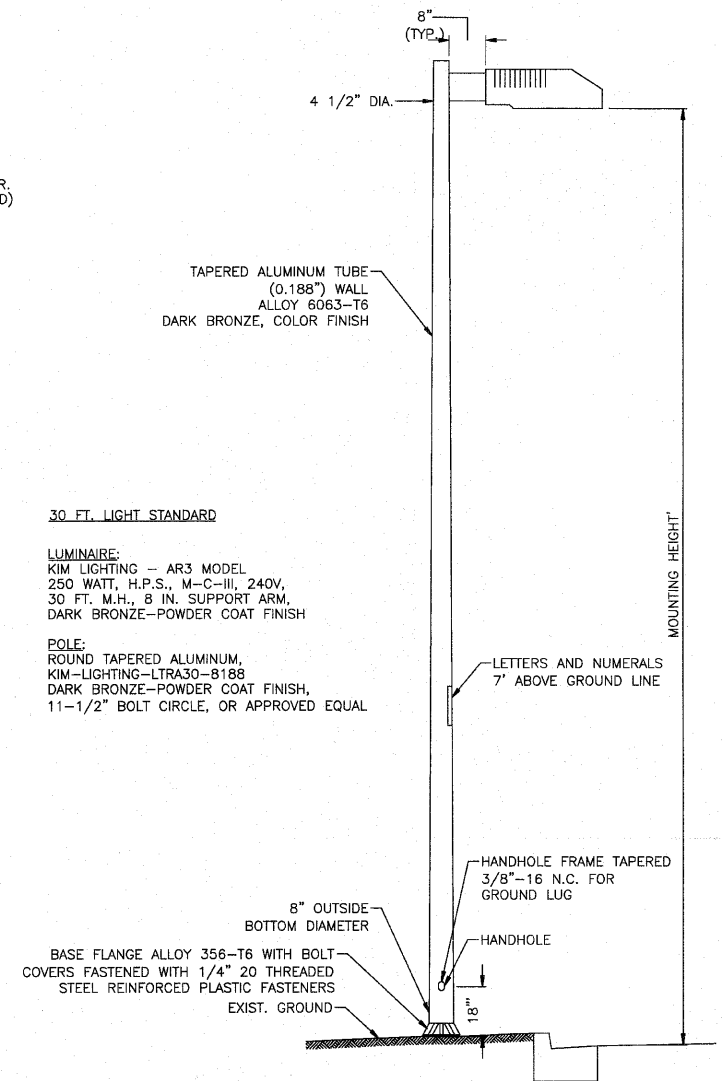 8"
(TYP.)
4 1/2" DIA.
R.
D)
TAPERED ALUMINUM TUBE
(0.188") WALL
ALLOY 6063-T6
DARK BRONZE, COLOR FINISH
30 FT. LIGHT STANDARD
LUMINAIRE:
KIM LIGHTING - AR3 MODEL
250 WATT, H.P.S., M-C-III, 240V,
30 FT. M.H., 8 IN. SUPPORT ARM,
DARK BRONZE-POWDER COAT FINISH
POLE:
ROUND TAPERED ALUMINUM,
KIM-LIGHTING-LTRA30-8188
DARK BRONZE-POWDER COAT FINISH,
11-1/2" BOLT CIRCLE, OR APPROVED EQUAL
MOUNTING HEIGHT'
LETTERS AND NUMERALS
7' ABOVE GROUND LINE
HANDHOLE FRAME TAPERED
3/8"-16 N.C. FOR
GROUND LUG
HANDHOLE
8" OUTSIDE
BOTTOM DIAMETER
BASE FLANGE ALLOY 356-T6 WITH BOLT
COVERS FASTENED WITH 1/4" 20 THREADED
STEEL REINFORCED PLASTIC FASTENERS
EXIST. GROUND
18"'